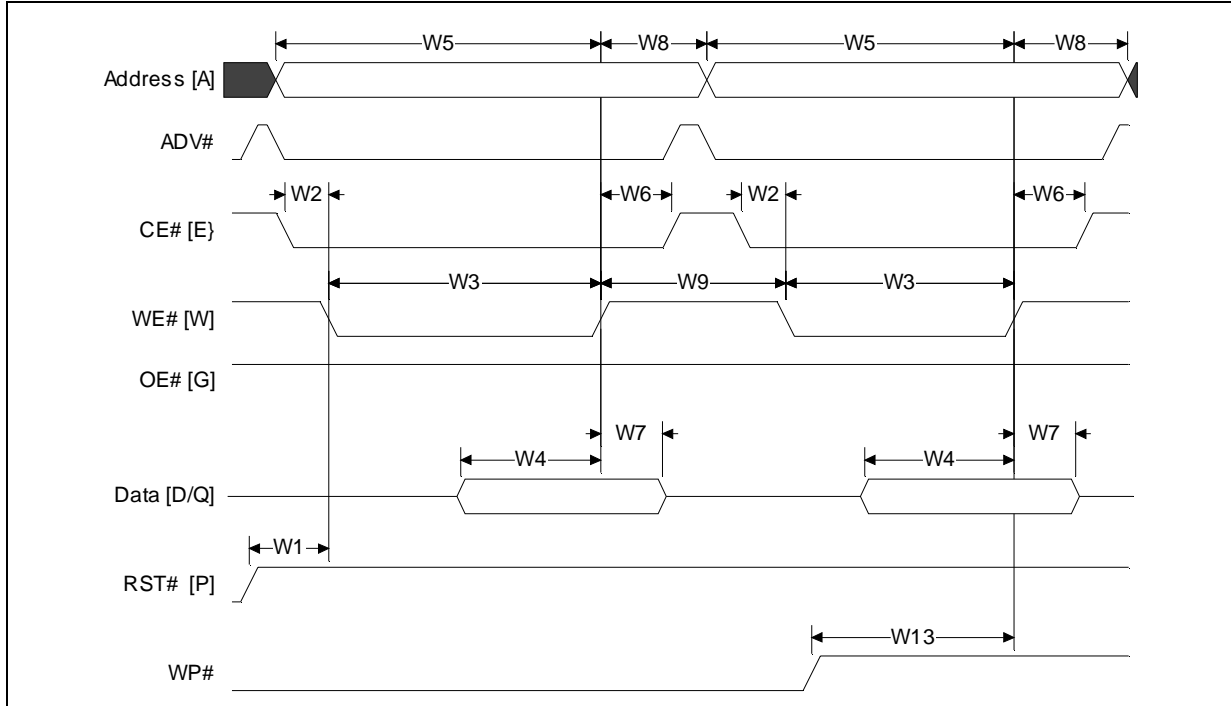 W5 W8 W5 W8
Address [A]
ADV#
W2 W6 W2 W6
CE# [E}
W3 W9 W3
WE# [W]
OE# [G]
W7 W7
W4 W4
Data [D/Q]
W1
RST# [P]
W13
WP#